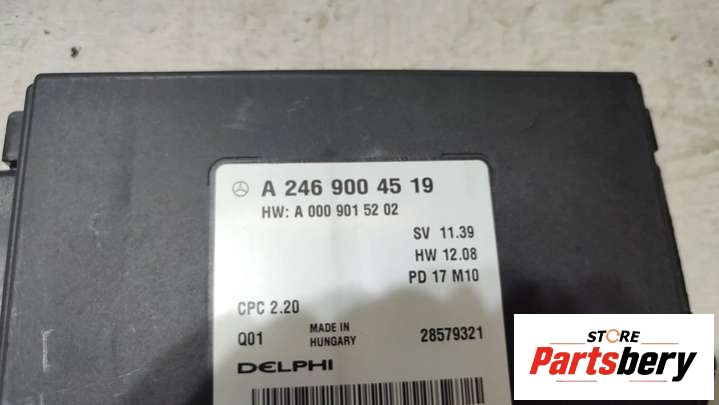 A 246 900 45 19
HW: A 000 901 52 02
SV 11.39
HW 12.08
PD 17 M10
CPC 2.20
Q01 MADE IN HUNGARY 28579321
DELPHI
STORE
Partsbery